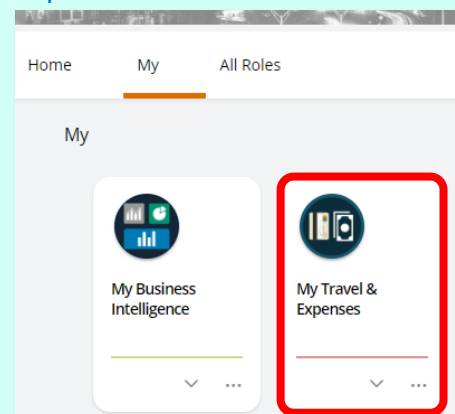 Home My All Roles
My
My Business
Intelligence
My Travel &
Expenses